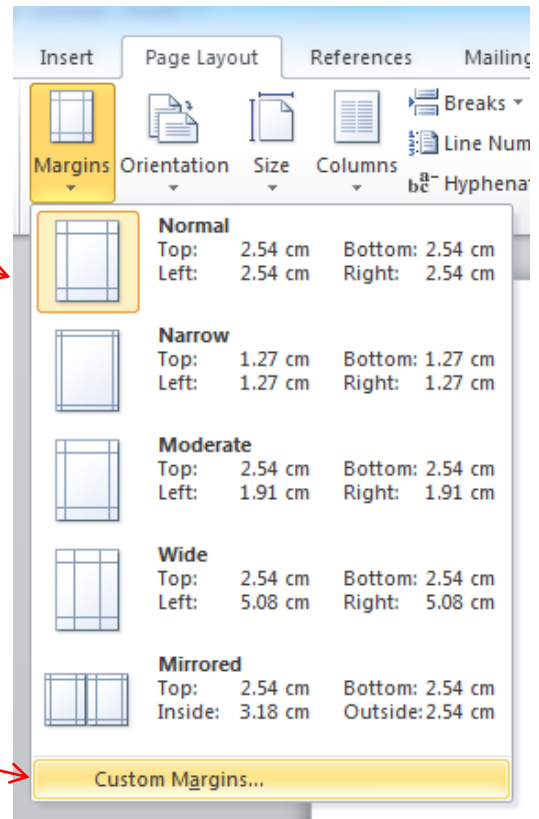 Insert Page Layout References Mailing
Breaks
Line Num
Margins Orientation Size Columns
Hyphena
Normal
Top: 2.54 cm Bottom: 2.54 cm
Left: 2.54 cm Right: 2.54 cm
Narrow
Top: 1.27 cm Bottom: 1.27 cm
Left: 1.27 cm Right: 1.27 cm
Moderate
Top: 2.54 cm Bottom: 2.54 cm
Left: 1.91 cm Right: 1.91 cm
Wide
Top: 2.54 cm Bottom: 2.54 cm
Left: 5.08 cm Right: 5.08 cm
Mirrored
Top: 2.54 cm Bottom: 2.54 cm
Inside: 3.18 cm Outside: 2.54 cm
Custom Margins...